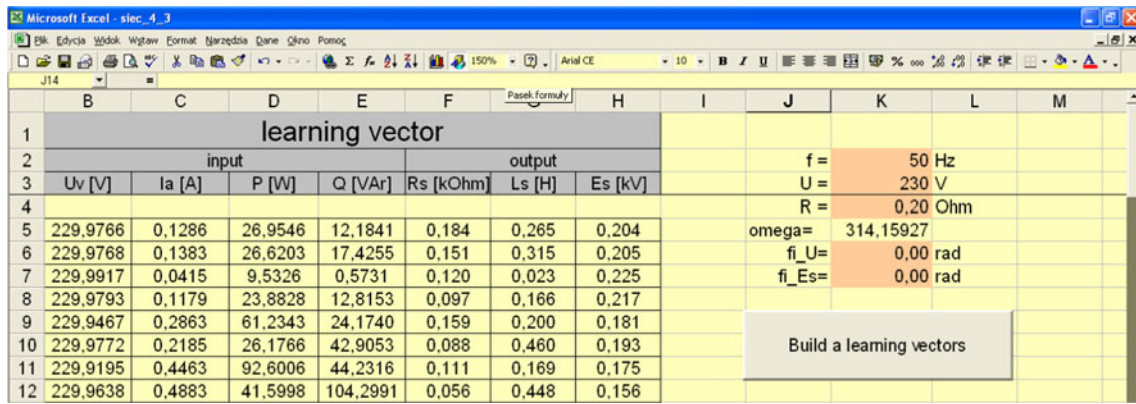 Microsoft Excel - siec_4_3
Plik Edycja Widok Wstaw Format Narzędzia Dane Okno Pomoc
150% Arial CE 10 B I U
J14 =
Pasek formuły
B C D E F H I J K L M
1 learning vector
2 input output f = 50 Hz
3 Uv [V] Ia [A] P [W] Q [VAr] Rs [kOhm] Ls [H] Es [kV] U = 230 V
4 R = 0,20 Ohm
5 229,9766 0,1286 26,9546 12,1841 0,184 0,265 0,204 omega= 314,15927
6 229,9768 0,1383 26,6203 17,4255 0,151 0,315 0,205 fi_U= 0,00 rad
7 229,9917 0,0415 9,5326 0,5731 0,120 0,023 0,225 fi_Es= 0,00 rad
8 229,9793 0,1179 23,8828 12,8153 0,097 0,166 0,217
9 229,9467 0,2863 61,2343 24,1740 0,159 0,200 0,181
10 229,9772 0,2185 26,1766 42,9053 0,088 0,460 0,193 Build a learning vectors
11 229,9195 0,4463 92,6006 44,2316 0,111 0,169 0,175
12 229,9638 0,4883 41,5998 104,2991 0,056 0,448 0,156